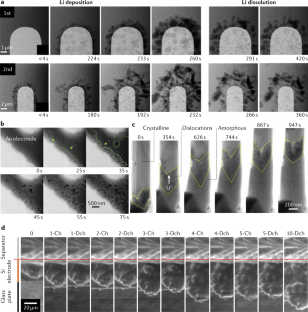 Li deposition Li dissolution
1st
1 μm
<4s 224s 233s 260s 291s 420s
2nd
2 μm
<4s 180s 192s 232s 266s 360s
b
Au electrode
0s 25s 35s
500 nm
45s 55s 75s
c
Crystalline Dislocations Amorphous
0s 354s 626s 744s 867s 947s
Li⁺
200 nm
d
0 1-Ch 1-Dch 2-Ch 2-Dch 3-Ch 3-Dch 4-Ch 4-Dch 5-Ch 5-Dch 10-Dch
Separator
Si electrode
Glass plate
20 μm